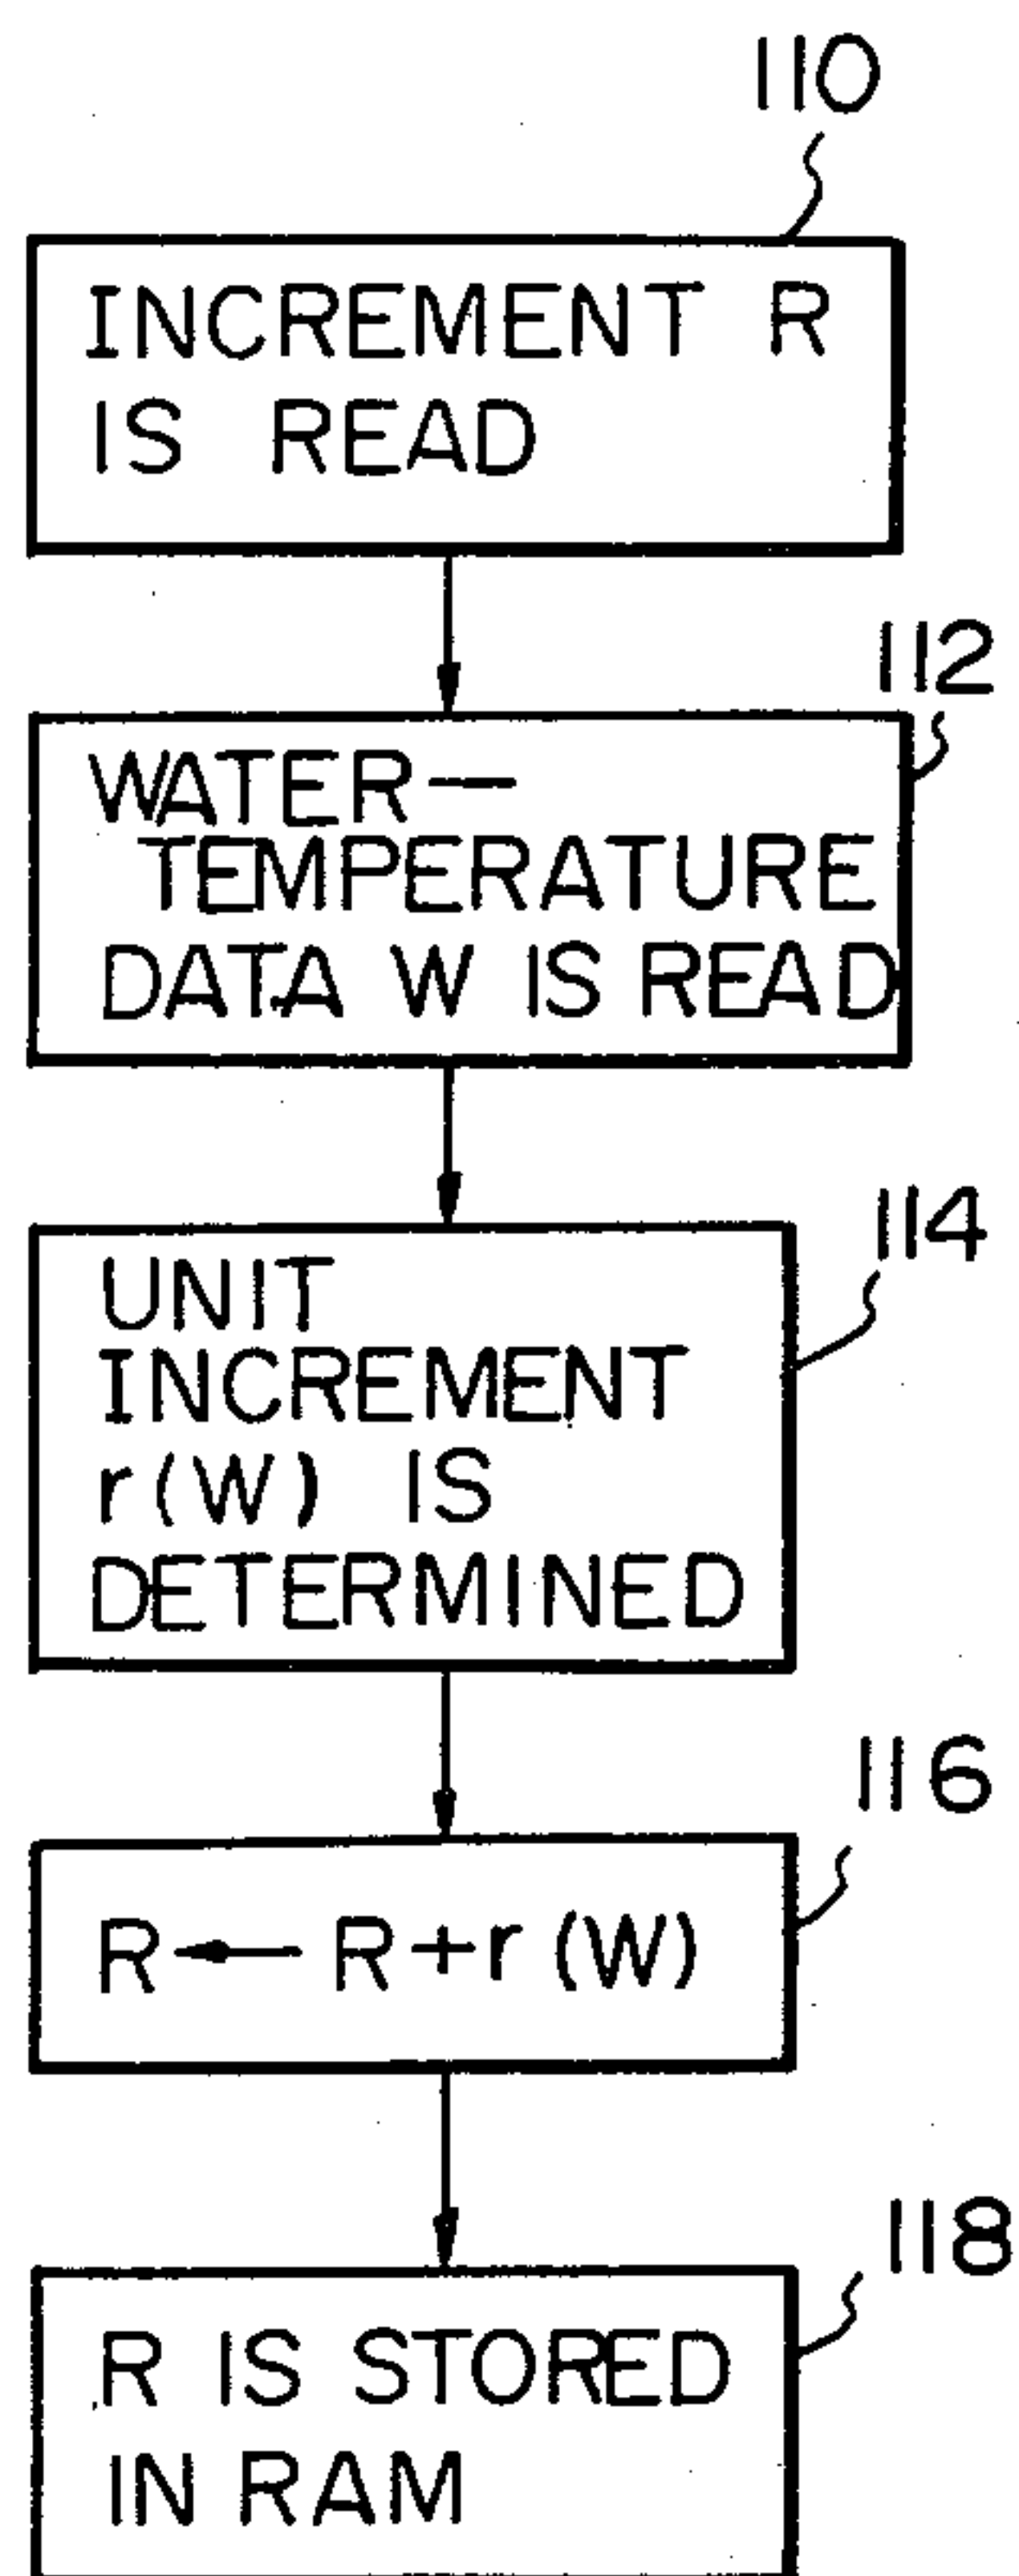 110
INCREMENT R
IS READ
112
WATER—
TEMPERATURE
DATA W IS READ
114
UNIT
INCREMENT
r(W) IS
DETERMINED
116
R ← R+r(W)
118
R IS STORED
IN RAM